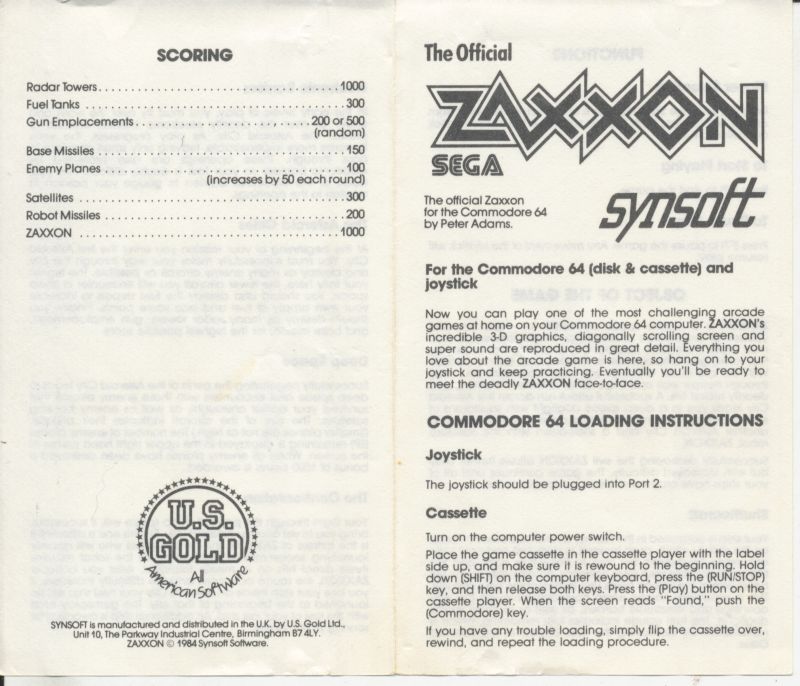 SCORING
Radar Towers. . . . . . . . . . . . . . . . . . . . . . . . . . . . . . . . . . . . 1000
Fuel Tanks . . . . . . . . . . . . . . . . . . . . . . . . . . . . . . . . . . . . . . 300
Gun Emplacements. . . . . . . . . . . . . . . . . . . . . . . . . . 200 or 500
(random)
Base Missiles . . . . . . . . . . . . . . . . . . . . . . . . . . . . . . . . . . . . 150
Enemy Planes . . . . . . . . . . . . . . . . . . . . . . . . . . . . . . . . . . . 100
(increases by 50 each round)
Satellites . . . . . . . . . . . . . . . . . . . . . . . . . . . . . . . . . . . . . . . 300
Robot Missiles . . . . . . . . . . . . . . . . . . . . . . . . . . . . . . . . . . . 200
ZAXXON . . . . . . . . . . . . . . . . . . . . . . . . . . . . . . . . . . . . . . 1000
U.S.
GOLD
All
American Software
SYNSOFT is manufactured and distributed in the U.K. by U.S. Gold Ltd.,
Unit 10, The Parkway Industrial Centre, Birmingham B7 4LY.
ZAXXON © 1984 Synsoft Software.
The Official
ZAXXON
SEGA
The official Zaxxon
for the Commodore 64
by Peter Adams.
synsoft
For the Commodore 64 (disk & cassette) and
joystick
Now you can play one of the most challenging arcade
games at home on your Commodore 64 computer. ZAXXON's
incredible 3-D graphics, diagonally scrolling screen and
super sound are reproduced in great detail. Everything you
love about the arcade game is here, so hang on to your
joystick and keep practicing. Eventually you'll be ready to
meet the deadly ZAXXON face-to-face.
COMMODORE 64 LOADING INSTRUCTIONS
Joystick
The joystick should be plugged into Port 2.
Cassette
Turn on the computer power switch.
Place the game cassette in the cassette player with the label
side up, and make sure it is rewound to the beginning. Hold
down (SHIFT) on the computer keyboard, press the (RUN/STOP)
key, and then release both keys. Press the (Play) button on the
cassette player. When the screen reads "Found," push the
(Commodore) key.
If you have any trouble loading, simply flip the cassette over,
rewind, and repeat the loading procedure.